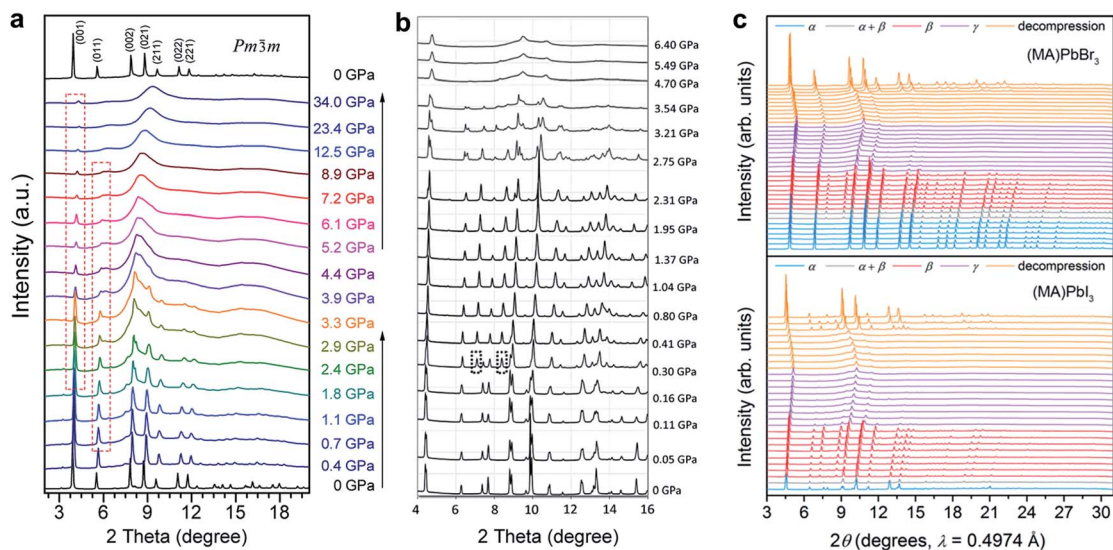 a
(001)
(011)
(002)
(021)
(211)
(022)
(221)
Pm3̄m
0 GPa
34.0 GPa
23.4 GPa
12.5 GPa
8.9 GPa
7.2 GPa
6.1 GPa
5.2 GPa
4.4 GPa
3.9 GPa
3.3 GPa
2.9 GPa
2.4 GPa
1.8 GPa
1.1 GPa
0.7 GPa
0.4 GPa
0 GPa
Intensity (a.u.)
3 6 9 12 15 18
2 Theta (degree)
b
6.40 GPa
5.49 GPa
4.70 GPa
3.54 GPa
3.21 GPa
2.75 GPa
2.31 GPa
1.95 GPa
1.37 GPa
1.04 GPa
0.80 GPa
0.41 GPa
0.30 GPa
0.16 GPa
0.11 GPa
0.05 GPa
0 GPa
4 6 8 10 12 14 16
2 Theta (degree)
c
α α + β β γ decompression
(MA)PbBr3
Intensity (arb. units)
α α + β β γ decompression
(MA)PbI3
Intensity (arb. units)
3 6 9 12 15 18 21 24 27 30
2θ (degrees, λ = 0.4974 Å)